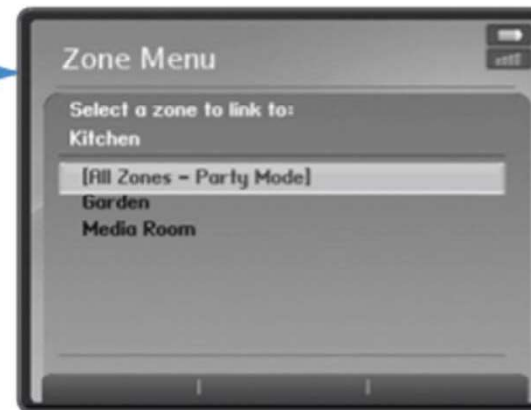 Zone Menu
Select a zone to link to:
Kitchen
[All Zones – Party Mode]
Garden
Media Room